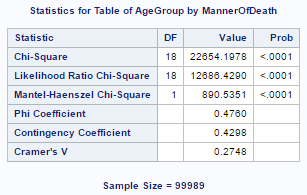 Statistics for Table of AgeGroup by MannerOfDeath
Statistic DF Value Prob
Chi-Square 18 22654.1978 <.0001
Likelihood Ratio Chi-Square 18 12686.4290 <.0001
Mantel-Haenszel Chi-Square 1 890.5351 <.0001
Phi Coefficient 0.4760
Contingency Coefficient 0.4298
Cramer's V 0.2748
Sample Size = 99989